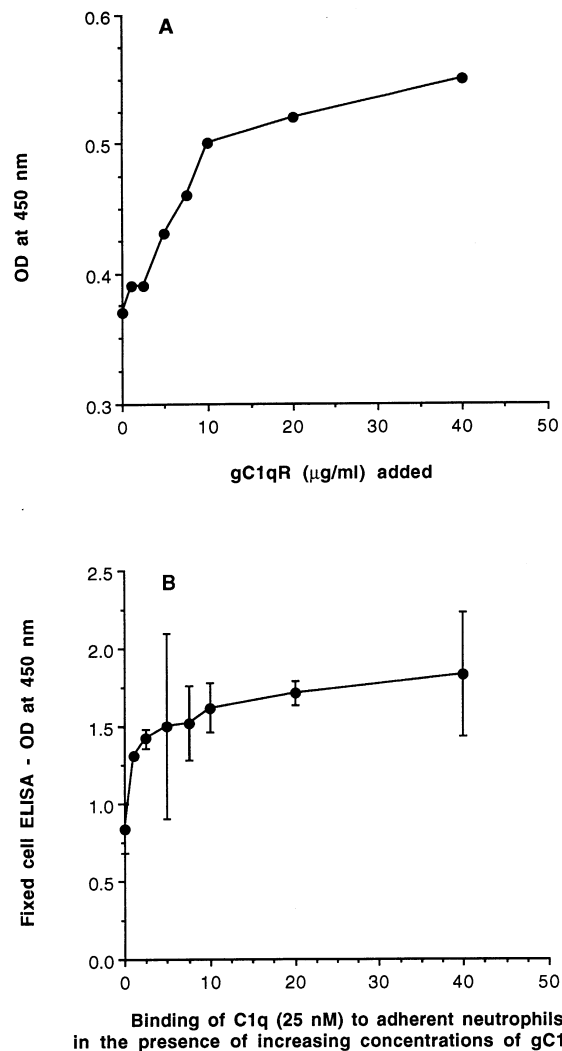 A
0.6
0.5
0.4
0.3
OD at 450 nm
0 10 20 30 40 50
gC1qR (µg/ml) added
B
2.5
2.0
1.5
1.0
0.5
0.0
Fixed cell ELISA - OD at 450 nm
0 10 20 30 40 50
Binding of C1q (25 nM) to adherent neutrophils
in the presence of increasing concentrations of gC1